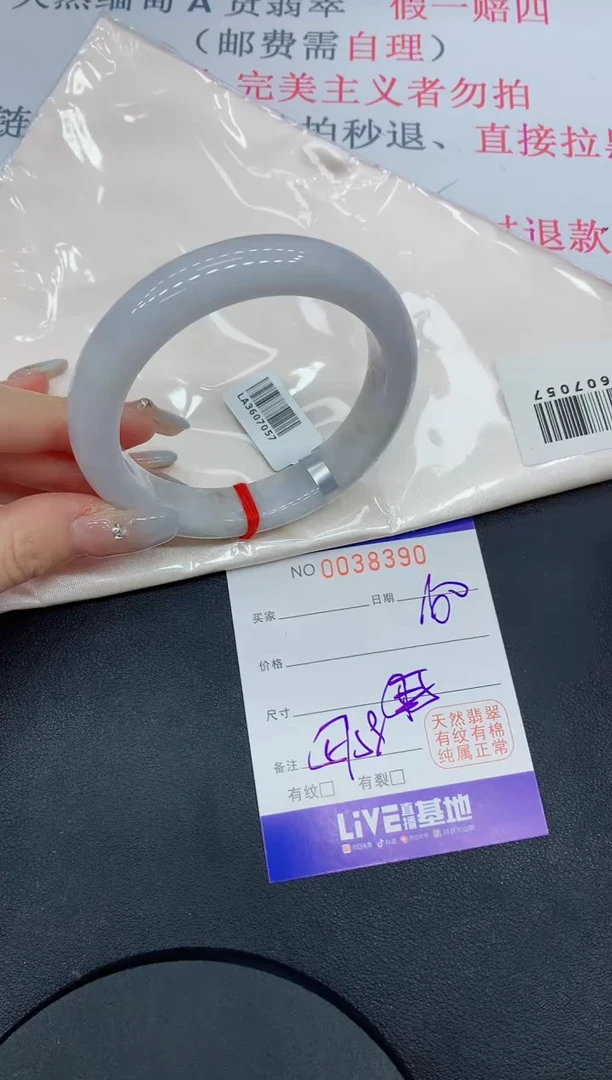 天然缅甸A货翡翠 假一赔四
（邮费需自理）
完美主义者勿拍
拍秒退、直接拉黑
退款
LA3607057
607057
NO 0038390
买家 日期
价格
尺寸
天然翡翠
有纹有棉
纯属正常
备注
有纹□ 有裂□
LiVE直播基地